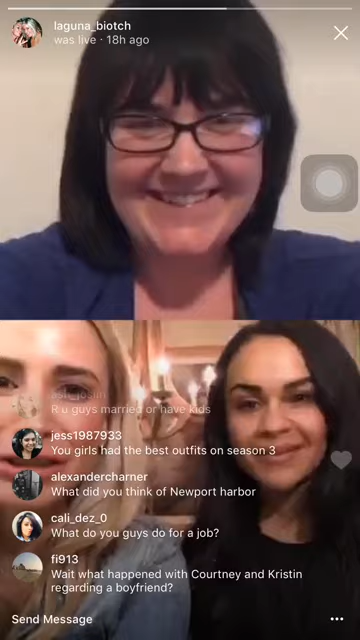 laguna_biotch
was live · 18h ago
R u guys married or have kids
jess1987933
You girls had the best outfits on season 3
alexandercharner
What did you think of Newport harbor
cali_dez_0
What do you guys do for a job?
fi913
Wait what happened with Courtney and Kristin
regarding a boyfriend?
Send Message